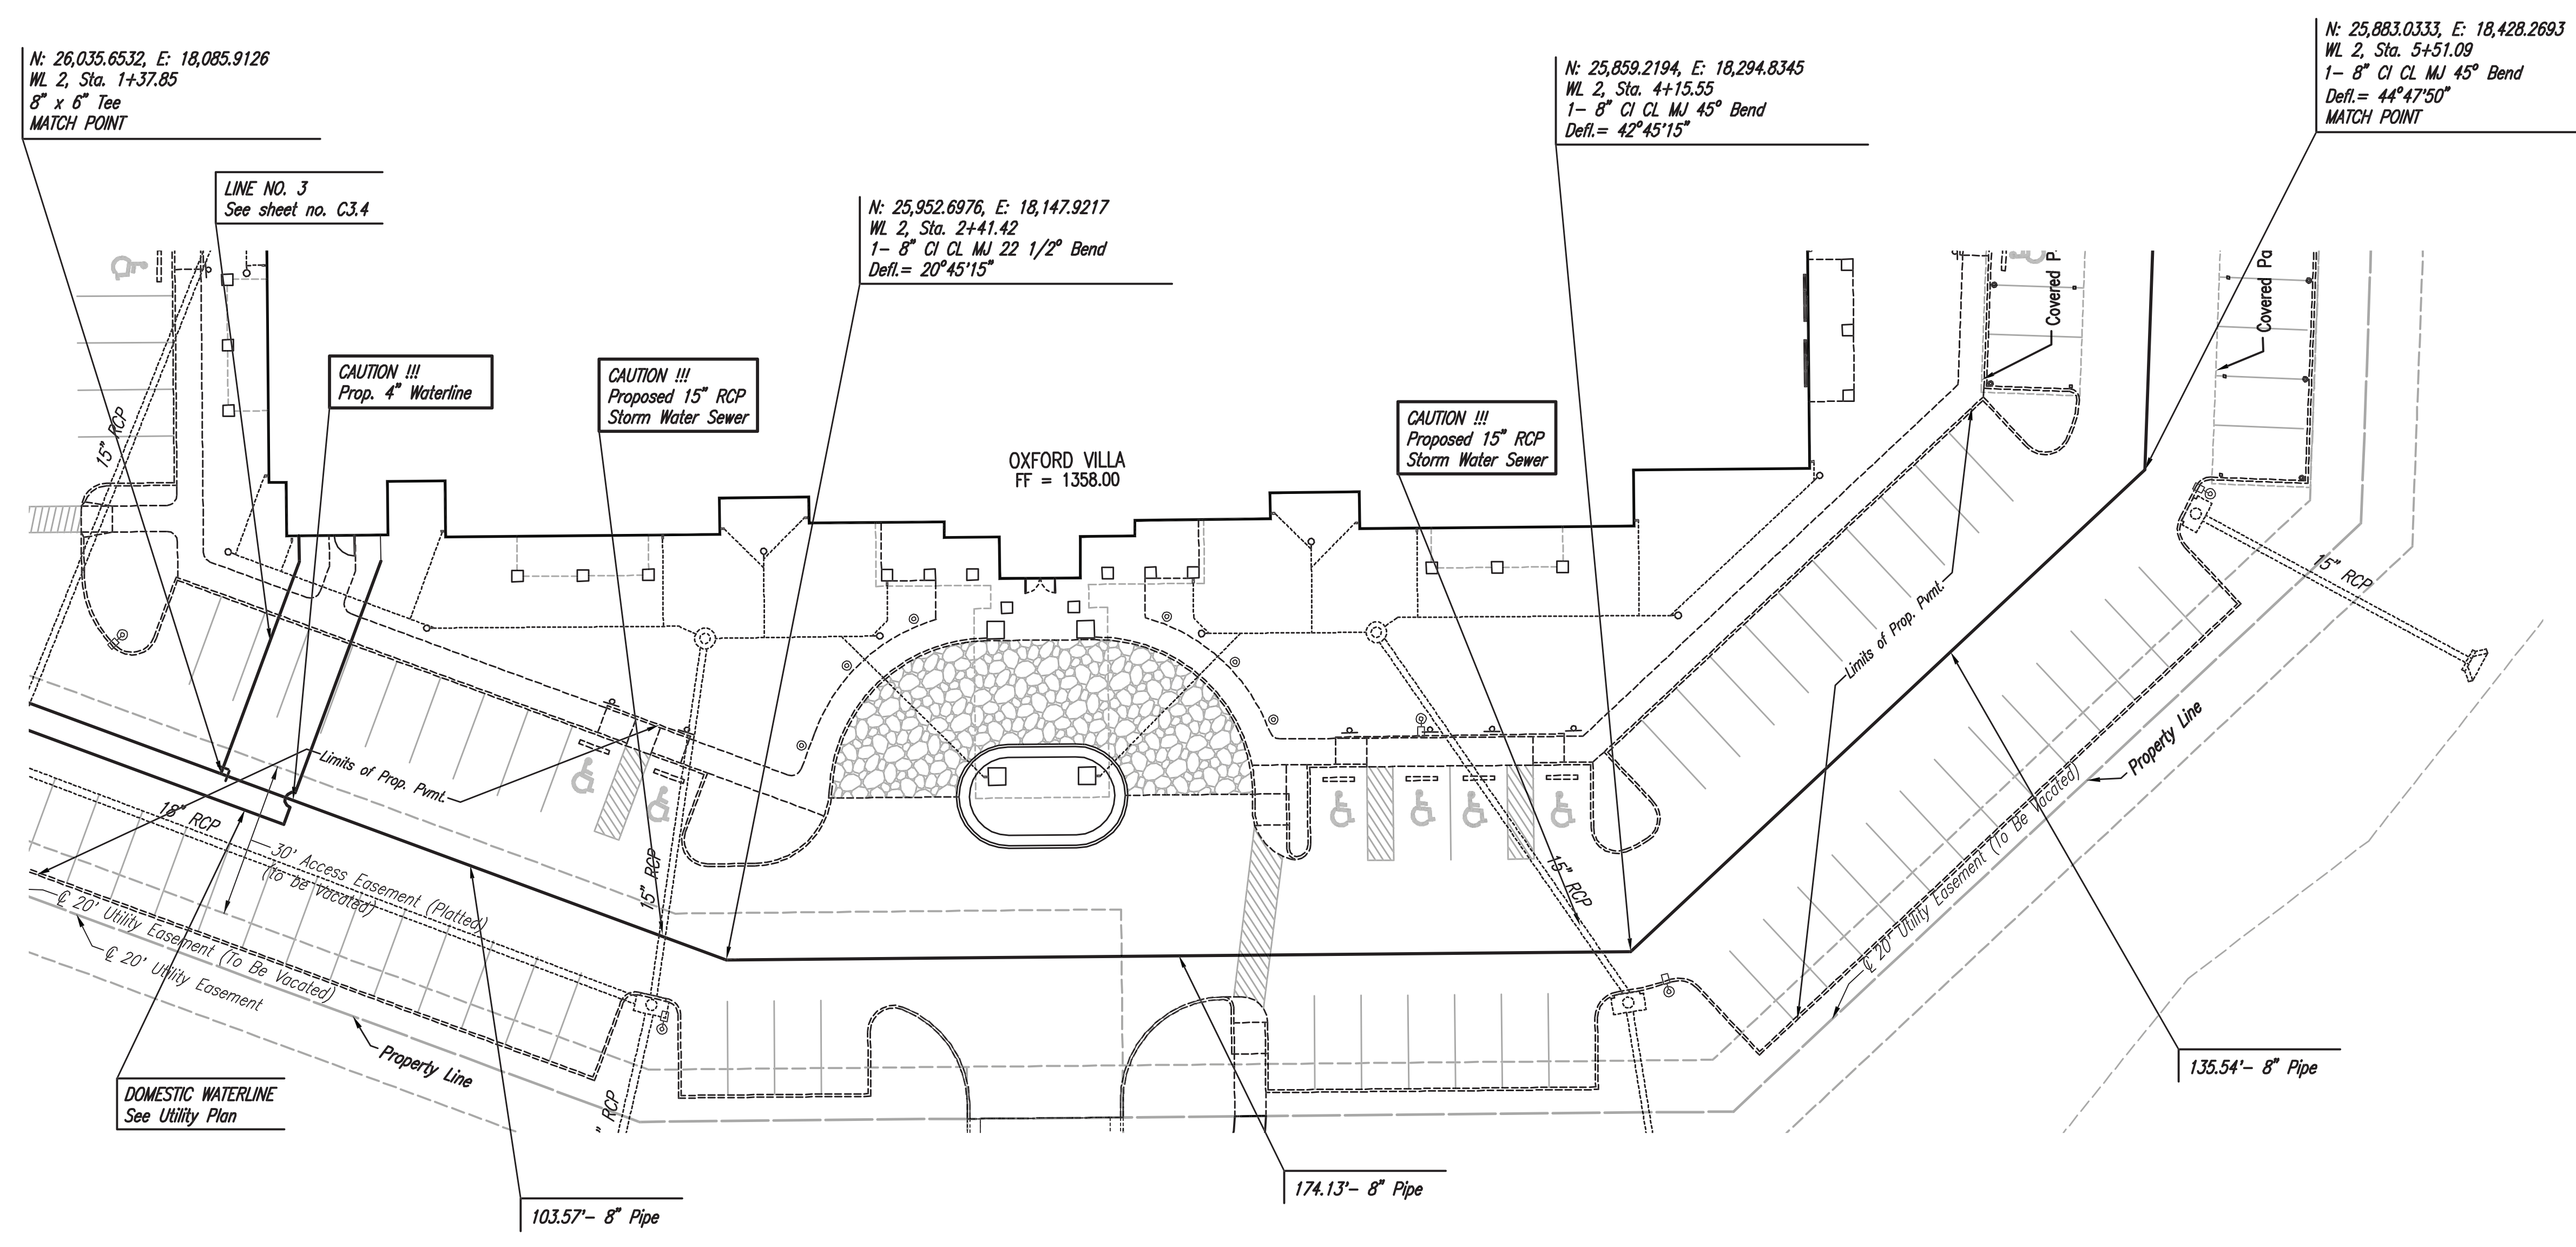 N: 26,035.6532, E: 18,085.9126
WL 2, Sta. 1+37.85
8" x 6" Tee
MATCH POINT
LINE NO. 3
See sheet no. C3.4
N: 25,952.6976, E: 18,147.9217
WL 2, Sta. 2+41.42
1- 8" CI CL MJ 22 1/2° Bend
Defl.= 20°45'15"
N: 25,859.2194, E: 18,294.8345
WL 2, Sta. 4+15.55
1- 8" CI CL MJ 45° Bend
Defl.= 42°45'15"
N: 25,883.0333, E: 18,428.2693
WL 2, Sta. 5+51.09
1- 8" CI CL MJ 45° Bend
Defl.= 44°47'50"
MATCH POINT
Covered P
Covered Pa
CAUTION !!!
Prop. 4" Waterline
CAUTION !!!
Proposed 15" RCP
Storm Water Sewer
CAUTION !!!
Proposed 15" RCP
Storm Water Sewer
OXFORD VILLA
FF = 1358.00
15" RCP
15" RCP
Limits of Prop. Pvmt.
Limits of Prop. Pvmt.
Property Line
18" RCP
15" RCP
15" RCP
30' Access Easement (Platted)
(To be Vacated)
℄ 20' Utility Easement (To Be Vacated)
℄ 20' Utility Easement
℄ 20' Utility Easement (To Be Vacated)
Property Line
" RCP
DOMESTIC WATERLINE
See Utility Plan
103.57'- 8" Pipe
174.13'- 8" Pipe
135.54'- 8" Pipe